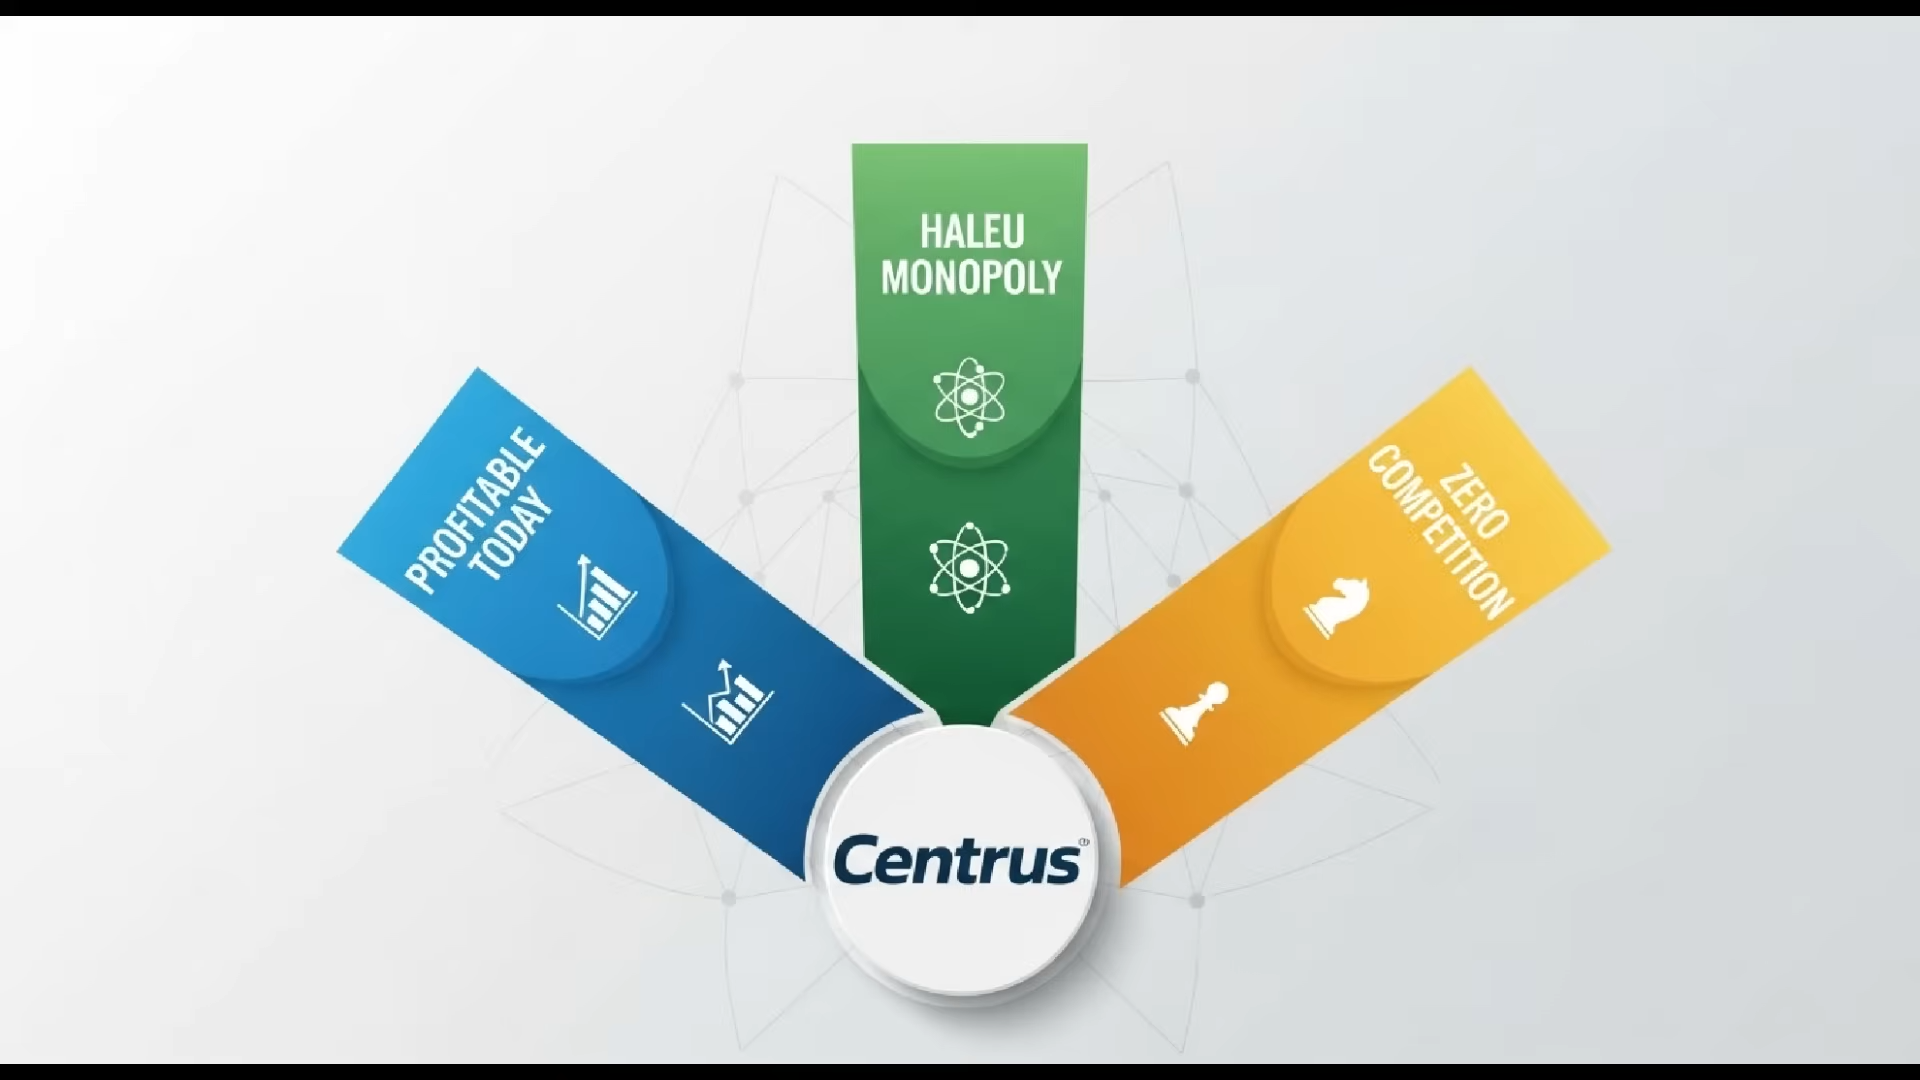 HALEU
MONOPOLY
PROFITABLE
TODAY
ZERO
COMPETITION
Centrus®